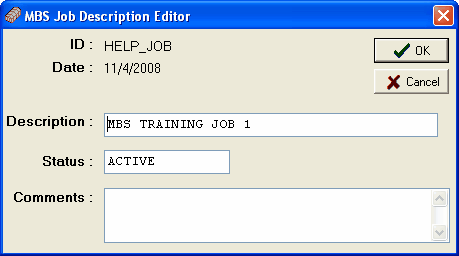 MBS Job Description Editor
ID : HELP_JOB
OK
Date : 11/4/2008
Cancel
Description : MBS TRAINING JOB 1
Status : ACTIVE
Comments :